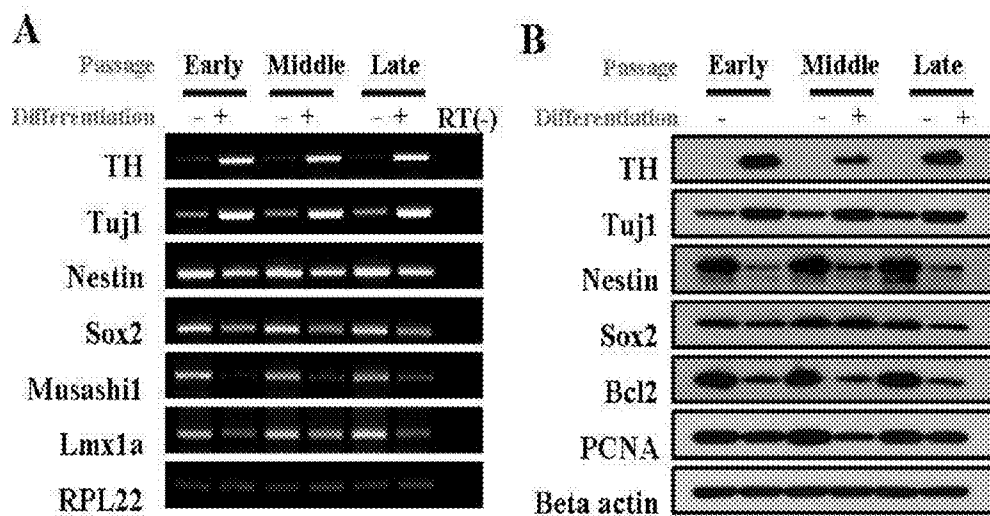 A
Passage Early Middle Late
Differentiation - + - + - + RT(-)
TH
Tuj1
Nestin
Sox2
Musashi1
Lmx1a
RPL22
B
Passage Early Middle Late
Differentiation - - + - +
TH
Tuj1
Nestin
Sox2
Bcl2
PCNA
Beta actin